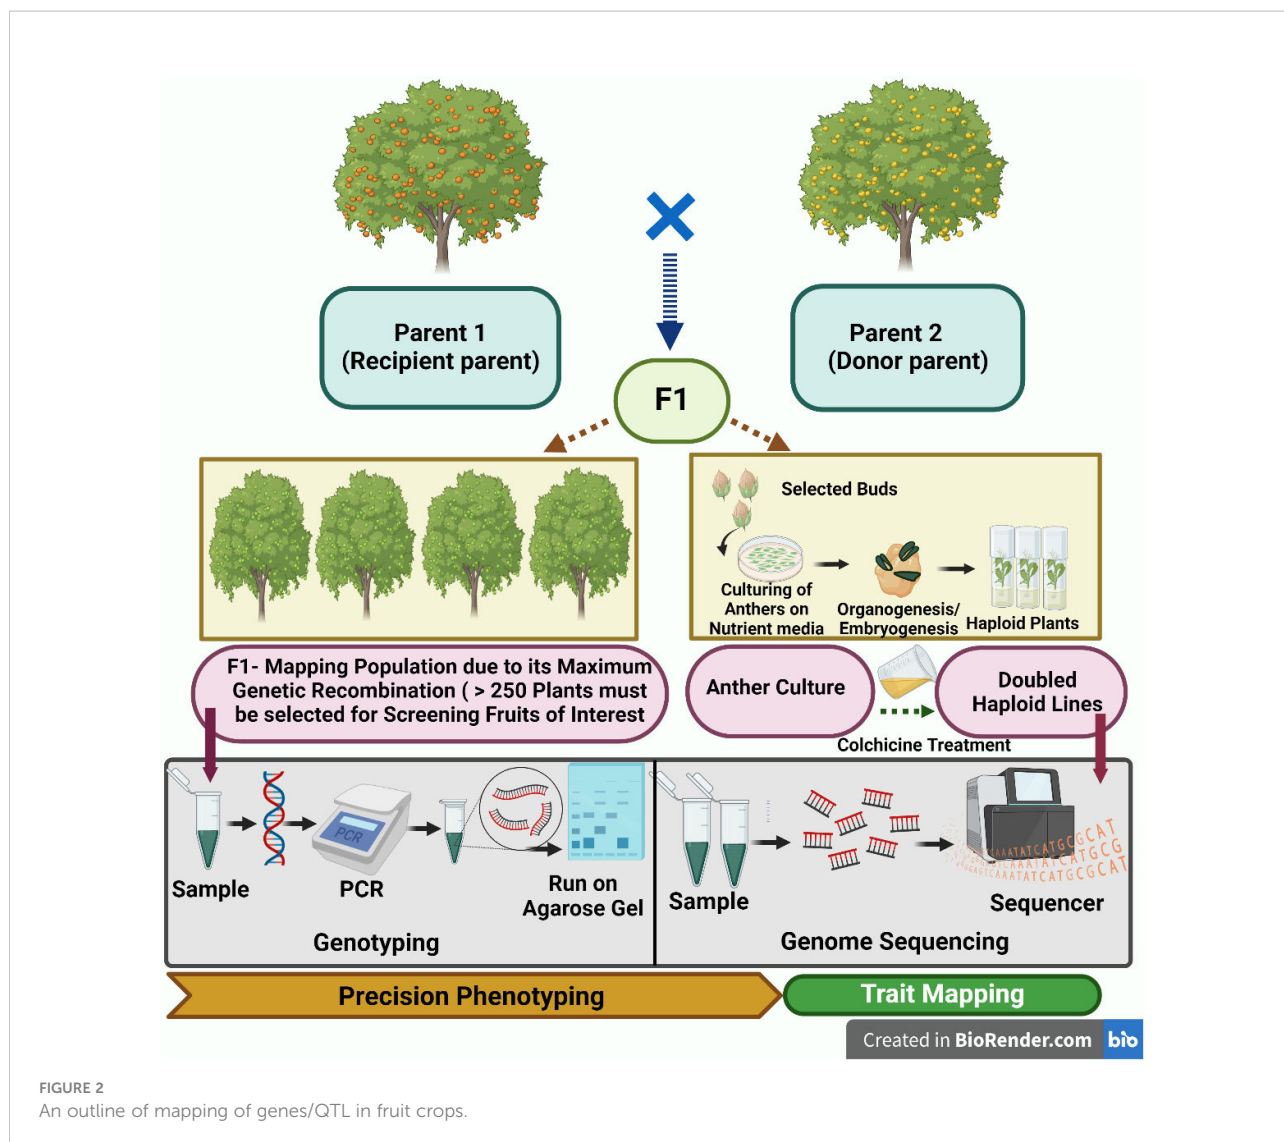 Parent 1
(Recipient parent)
Parent 2
(Donor parent)
F1
Selected Buds
Culturing of
Anthers on
Nutrient media
Organogenesis/
Embryogenesis
Haploid Plants
F1- Mapping Population due to its Maximum
Genetic Recombination ( > 250 Plants must
be selected for Screening Fruits of Interest
Anther Culture
Doubled
Haploid Lines
Colchicine Treatment
Sample
PCR
PCR
Run on
Agarose Gel
Genotyping
Sample
Sequencer
Genome Sequencing
Precision Phenotyping
Trait Mapping
Created in BioRender.com
bio
FIGURE 2
An outline of mapping of genes/QTL in fruit crops.